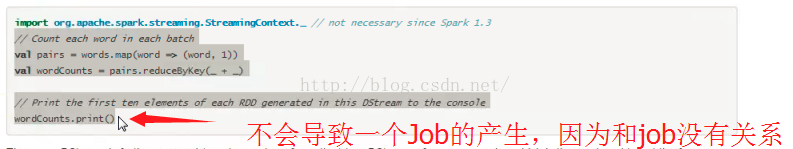 import org.apache.spark.streaming.StreamingContext._ // not necessary since Spark 1.3
// Count each word in each batch
val pairs = words.map(word => (word, 1))
val wordCounts = pairs.reduceByKey(_ + _)
http://blog.csdn.net/
// Print the first ten elements of each RDD generated in this DStream to the console
wordCounts.print()
不会导致一个Job的产生，因为和job没有关系